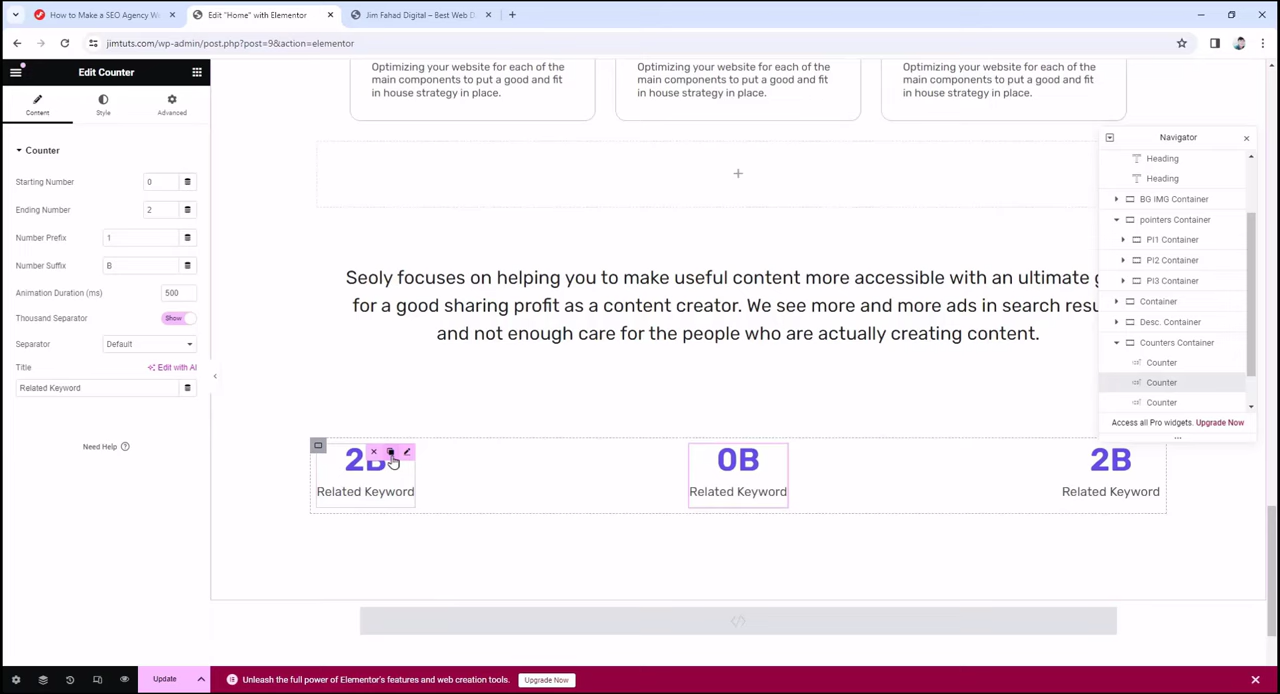 How to Make a SEO Agency W
Edit "Home" with Elementor
Jim Fahad Digital – Best Web D
jimtuts.com/wp-admin/post.php?post=9&action=elementor
Edit Counter
Content
Style
Advanced
Counter
Starting Number
0
Ending Number
2
Number Prefix
1
Number Suffix
B
Animation Duration (ms)
500
Thousand Separator
Show
Separator
Default
Title
Edit with AI
Related Keyword
Need Help
Update
Optimizing your website for each of the
main components to put a good and fit
in house strategy in place.
Optimizing your website for each of the
main components to put a good and fit
in house strategy in place.
Optimizing your website for each of the
main components to put a good and fit
in house strategy in place.
Seoly focuses on helping you to make useful content more accessible with an ultimate g
for a good sharing profit as a content creator. We see more and more ads in search resu
and not enough care for the people who are actually creating content.
2B
Related Keyword
0B
Related Keyword
2B
Related Keyword
Navigator
Heading
Heading
BG IMG Container
pointers Container
PI1 Container
PI2 Container
PI3 Container
Container
Desc. Container
Counters Container
Counter
Counter
Counter
Access all Pro widgets. Upgrade Now
Unleash the full power of Elementor's features and web creation tools.
Upgrade Now